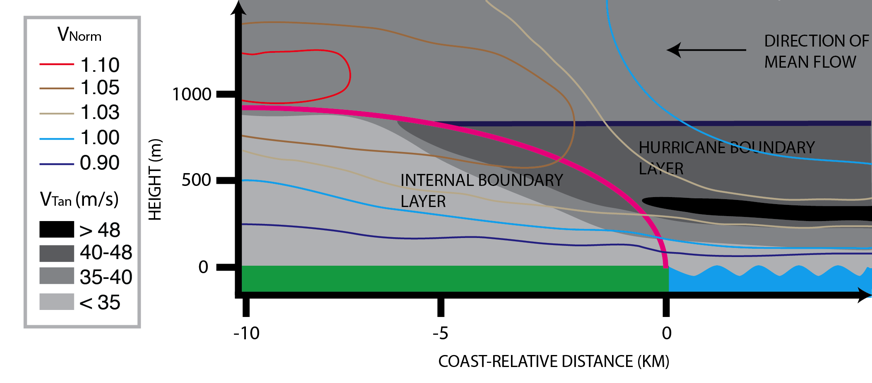 VNorm
1.10
1.05
1.03
1.00
0.90
VTan (m/s)
> 48
40-48
35-40
< 35
HEIGHT (m)
1000
500
0
DIRECTION OF
MEAN FLOW
HURRICANE BOUNDARY
LAYER
INTERNAL BOUNDARY
LAYER
-10
-5
0
COAST-RELATIVE DISTANCE (KM)